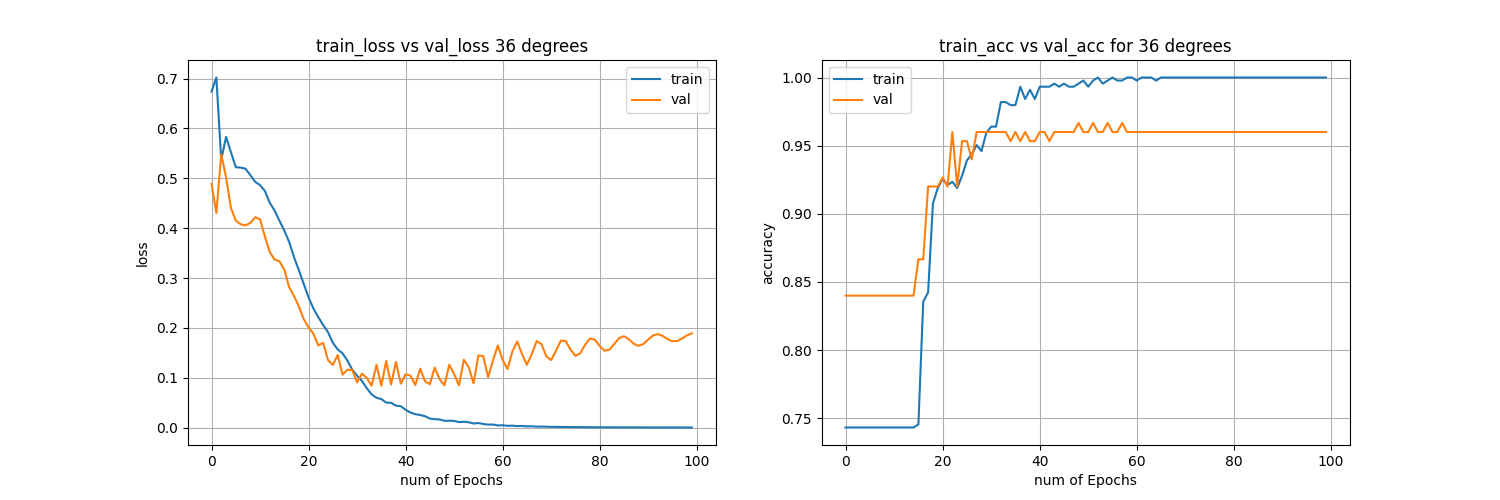 train_loss vs val_loss 36 degrees
train
val
0.7
0.6
0.5
0.4
0.3
0.2
0.1
0.0
loss
0
20
40
60
80
100
num of Epochs
train_acc vs val_acc for 36 degrees
train
val
1.00
0.95
0.90
0.85
0.80
0.75
accuracy
0
20
40
60
80
100
num of Epochs